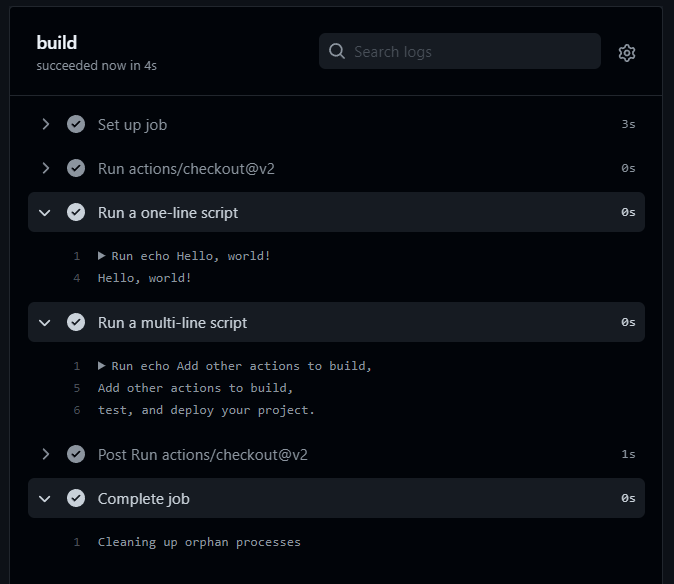 build
succeeded now in 4s
Search logs
Set up job 3s
Run actions/checkout@v2 0s
Run a one-line script 0s
1 Run echo Hello, world!
4 Hello, world!
Run a multi-line script 0s
1 Run echo Add other actions to build,
5 Add other actions to build,
6 test, and deploy your project.
Post Run actions/checkout@v2 1s
Complete job 0s
1 Cleaning up orphan processes